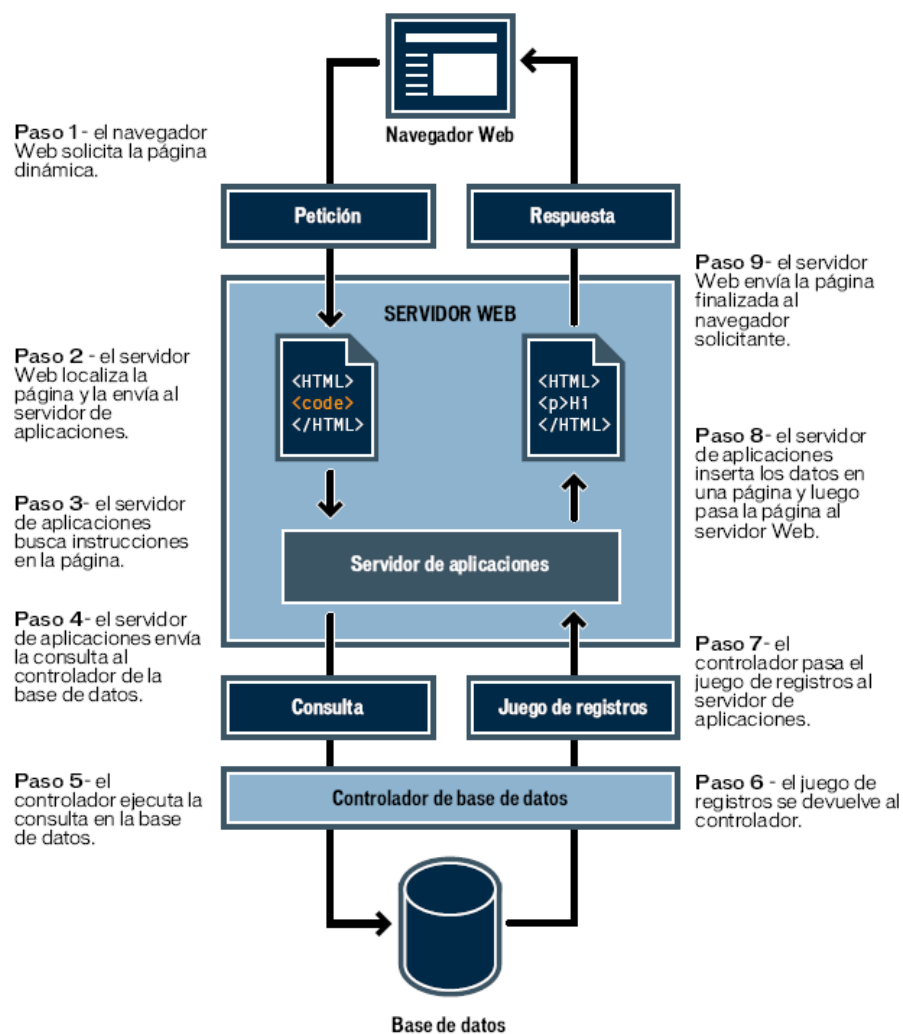 Navegador Web
Paso 1- el navegador
Web solicita la página
dinámica.
Petición
Respuesta
Paso 9- el servidor
Web envía la página
finalizada al
navegador
solicitante.
SERVIDOR WEB
Paso 2 - el servidor
Web localiza la
página y la envía al
servidor de
aplicaciones.
<HTML>
<code>
</HTML>
<HTML>
<p>Hi
</HTML>
Paso 8- el servidor
de aplicaciones
inserta los datos en
una página y luego
pasa la página al
servidor Web.
Paso 3- el servidor
de aplicaciones
busca instrucciones
en la página.
Servidor de aplicaciones
Paso 4- el servidor
de aplicaciones envía
la consulta al
controlador de la
base de datos.
Paso 7- el
controlador pasa el
juego de registros al
servidor de
aplicaciones.
Consulta
Juego de registros
Paso 5- el
controlador ejecuta la
consulta en la base
de datos.
Controlador de base de datos
Paso 6 - el juego de
registros se devuelve al
controlador.
Base de datos